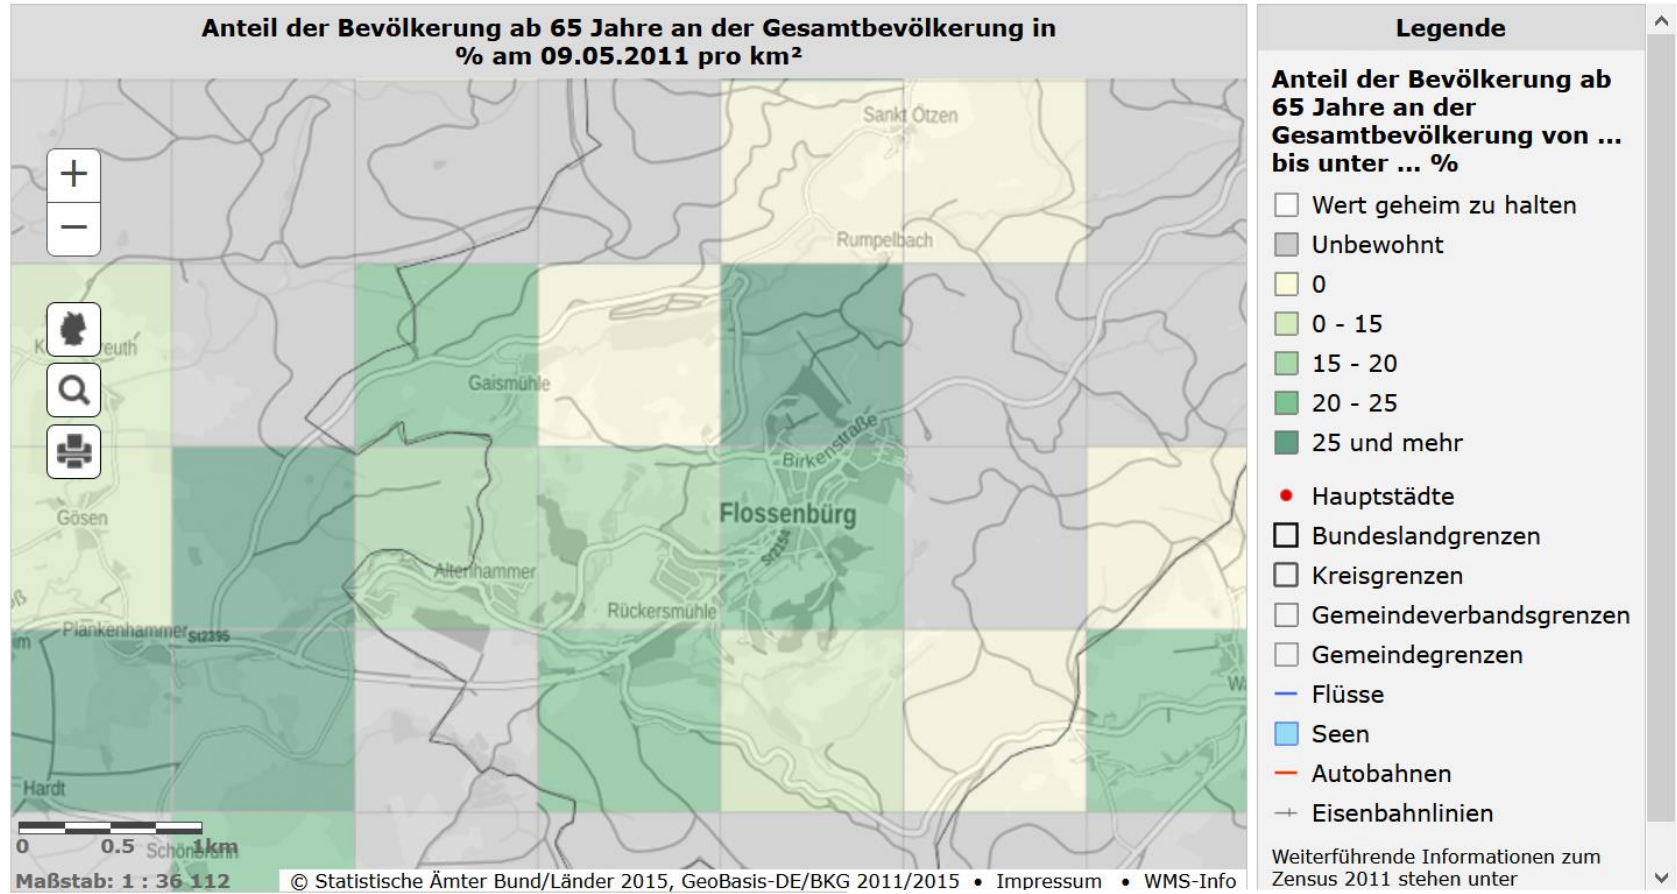 Anteil der Bevölkerung ab 65 Jahre an der Gesamtbevölkerung in
% am 09.05.2011 pro km²
Sankt Ötzen
+
−
Rumpelbach
Gaismühle
Birkenstraße
Flossenbürg
Gösen
St2154
Altenhammer
Rückersmühle
Plankenhammer
St2395
Hardt
0 0.5 1km
Schönbrunn
Maßstab: 1 : 36 112
© Statistische Ämter Bund/Länder 2015, GeoBasis-DE/BKG 2011/2015 • Impressum • WMS-Info
Legende
Anteil der Bevölkerung ab
65 Jahre an der
Gesamtbevölkerung von ...
bis unter ... %
Wert geheim zu halten
Unbewohnt
0
0 - 15
15 - 20
20 - 25
25 und mehr
Hauptstädte
Bundeslandgrenzen
Kreisgrenzen
Gemeindeverbandsgrenzen
Gemeindegrenzen
Flüsse
Seen
Autobahnen
Eisenbahnlinien
Weiterführende Informationen zum
Zensus 2011 stehen unter